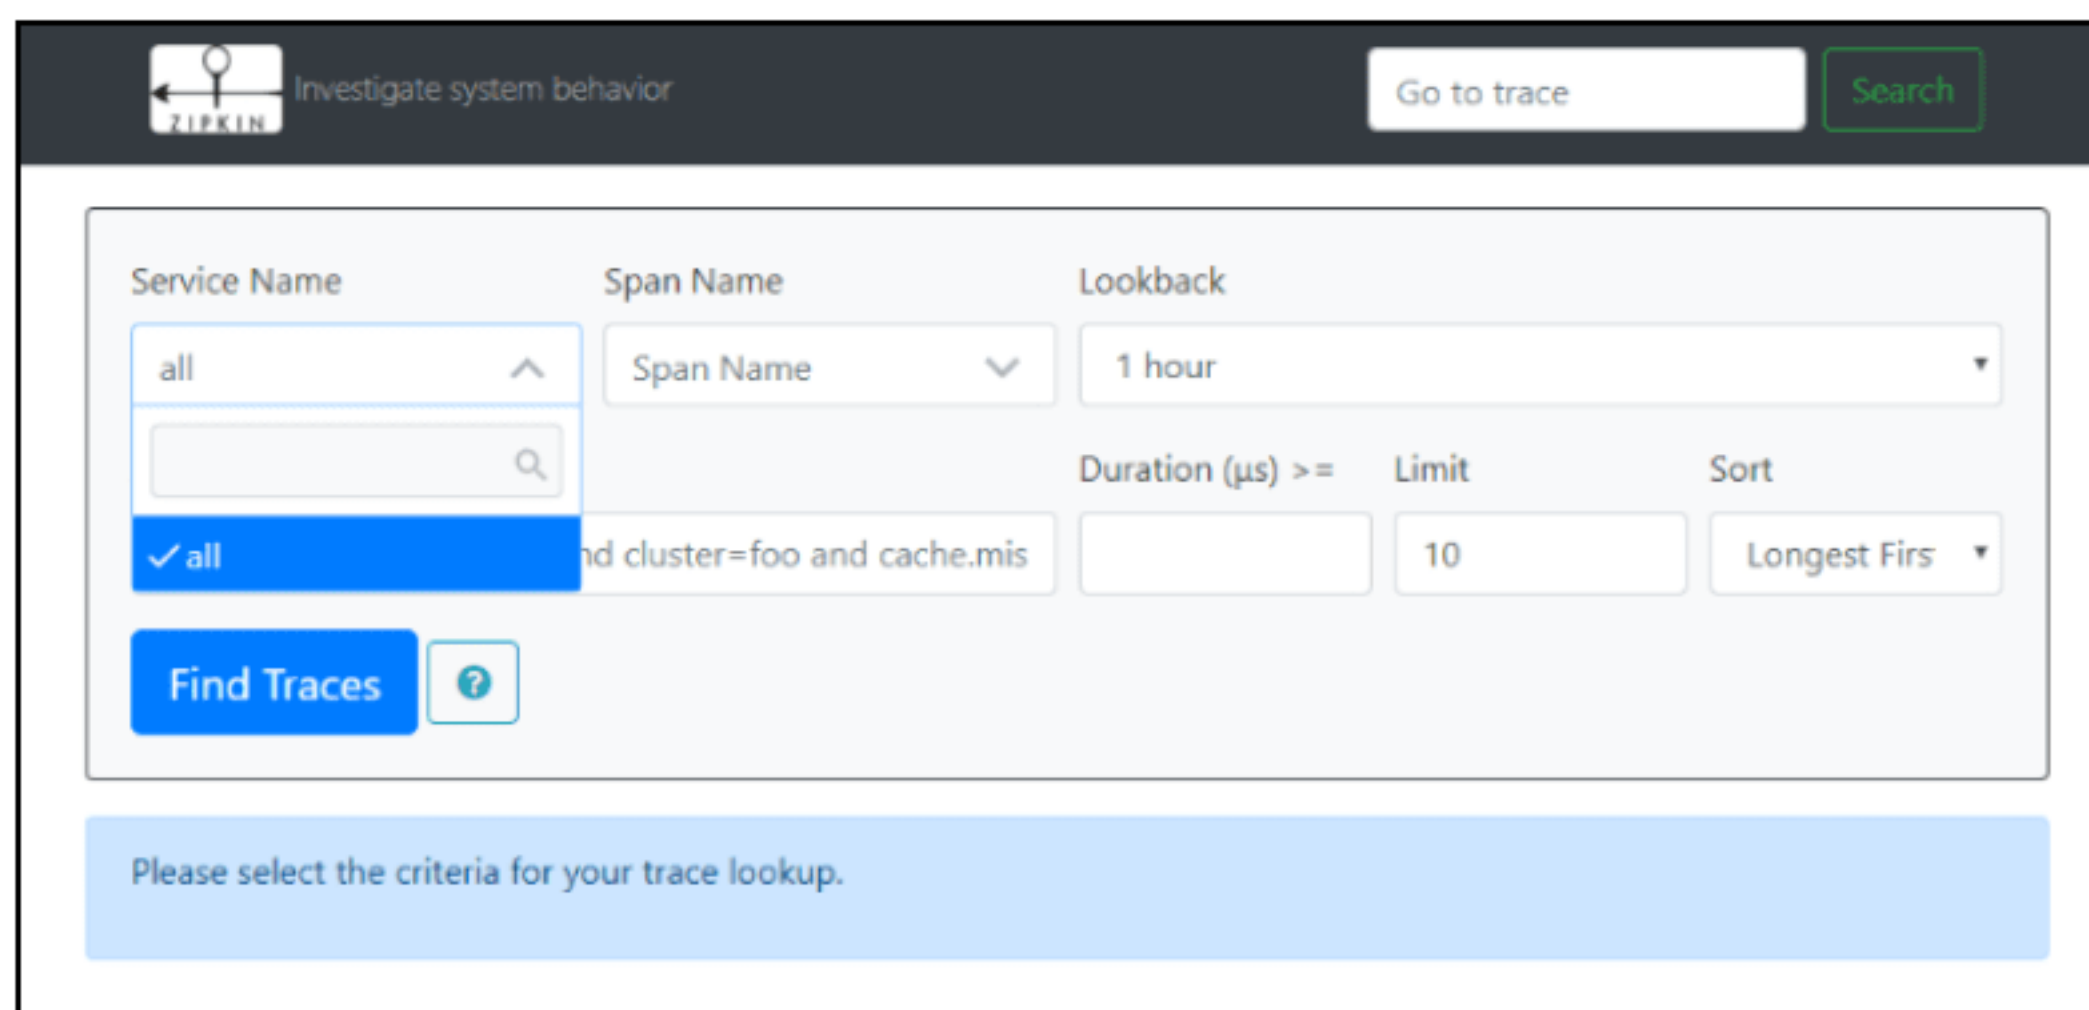 ZIPKIN
Investigate system behavior
Go to trace
Search
Service Name
Span Name
Lookback
all
Span Name
1 hour
Duration (µs) >=
Limit
Sort
all
cluster=foo and cache.mis
10
Longest Firs
Find Traces
?
Please select the criteria for your trace lookup.